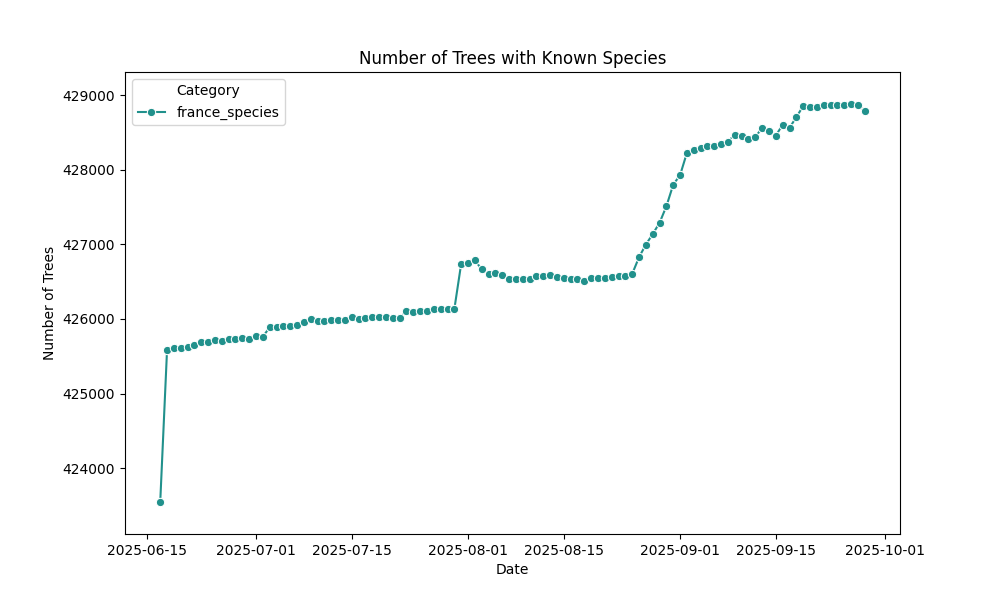 Number of Trees with Known Species
Category
france_species
Number of Trees
429000
428000
427000
426000
425000
424000
2025-06-15
2025-07-01
2025-07-15
2025-08-01
2025-08-15
2025-09-01
2025-09-15
2025-10-01
Date